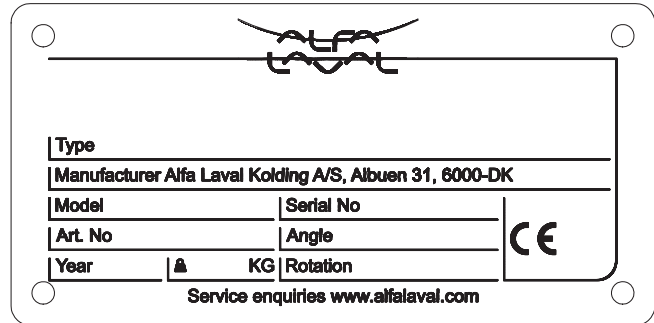 ALFA
LAVAL
Type
Manufacturer Alfa Laval Kolding A/S, Albuen 31, 6000-DK
Model Serial No
Art. No Angle CE
Year KG Rotation
Service enquiries www.alfalaval.com